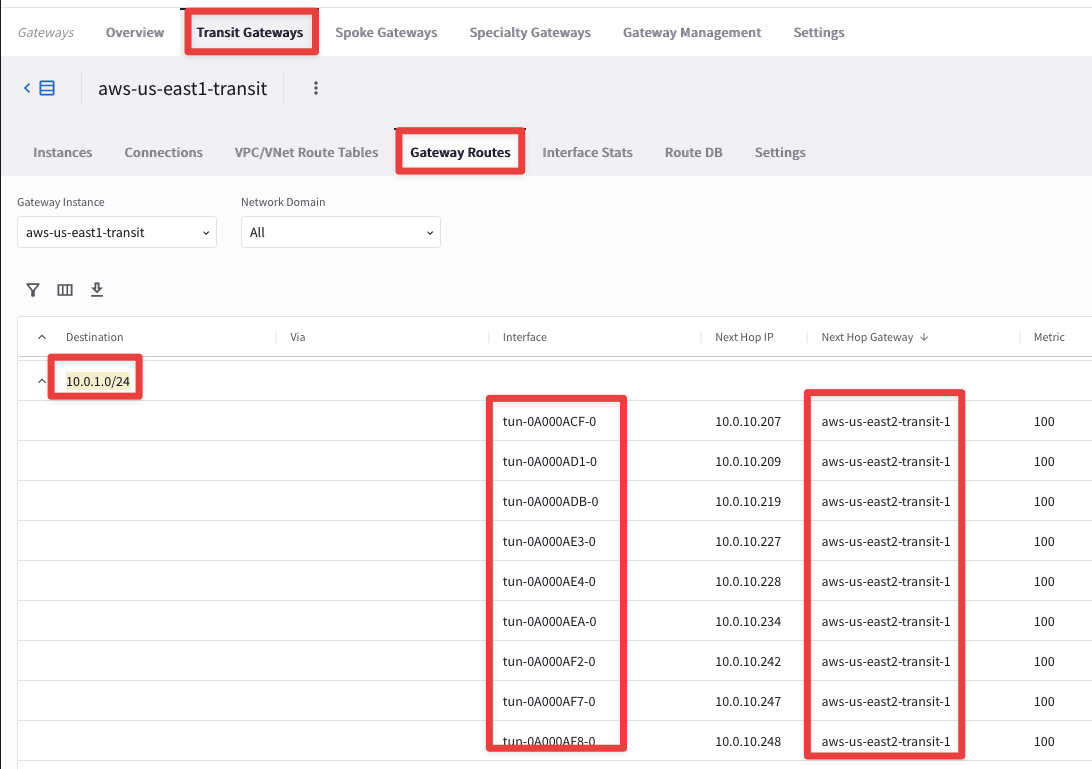 Gateways Overview Transit Gateways Spoke Gateways Specialty Gateways Gateway Management Settings
aws-us-east1-transit
Instances Connections VPC/VNet Route Tables Gateway Routes Interface Stats Route DB Settings
Gateway Instance Network Domain
aws-us-east1-transit All
Destination Via Interface Next Hop IP Next Hop Gateway Metric
10.0.1.0/24
tun-0A000ACF-0 10.0.10.207 aws-us-east2-transit-1 100
tun-0A000AD1-0 10.0.10.209 aws-us-east2-transit-1 100
tun-0A000ADB-0 10.0.10.219 aws-us-east2-transit-1 100
tun-0A000AE3-0 10.0.10.227 aws-us-east2-transit-1 100
tun-0A000AE4-0 10.0.10.228 aws-us-east2-transit-1 100
tun-0A000AEA-0 10.0.10.234 aws-us-east2-transit-1 100
tun-0A000AF2-0 10.0.10.242 aws-us-east2-transit-1 100
tun-0A000AF7-0 10.0.10.247 aws-us-east2-transit-1 100
tun-0A000AF8-0 10.0.10.248 aws-us-east2-transit-1 100